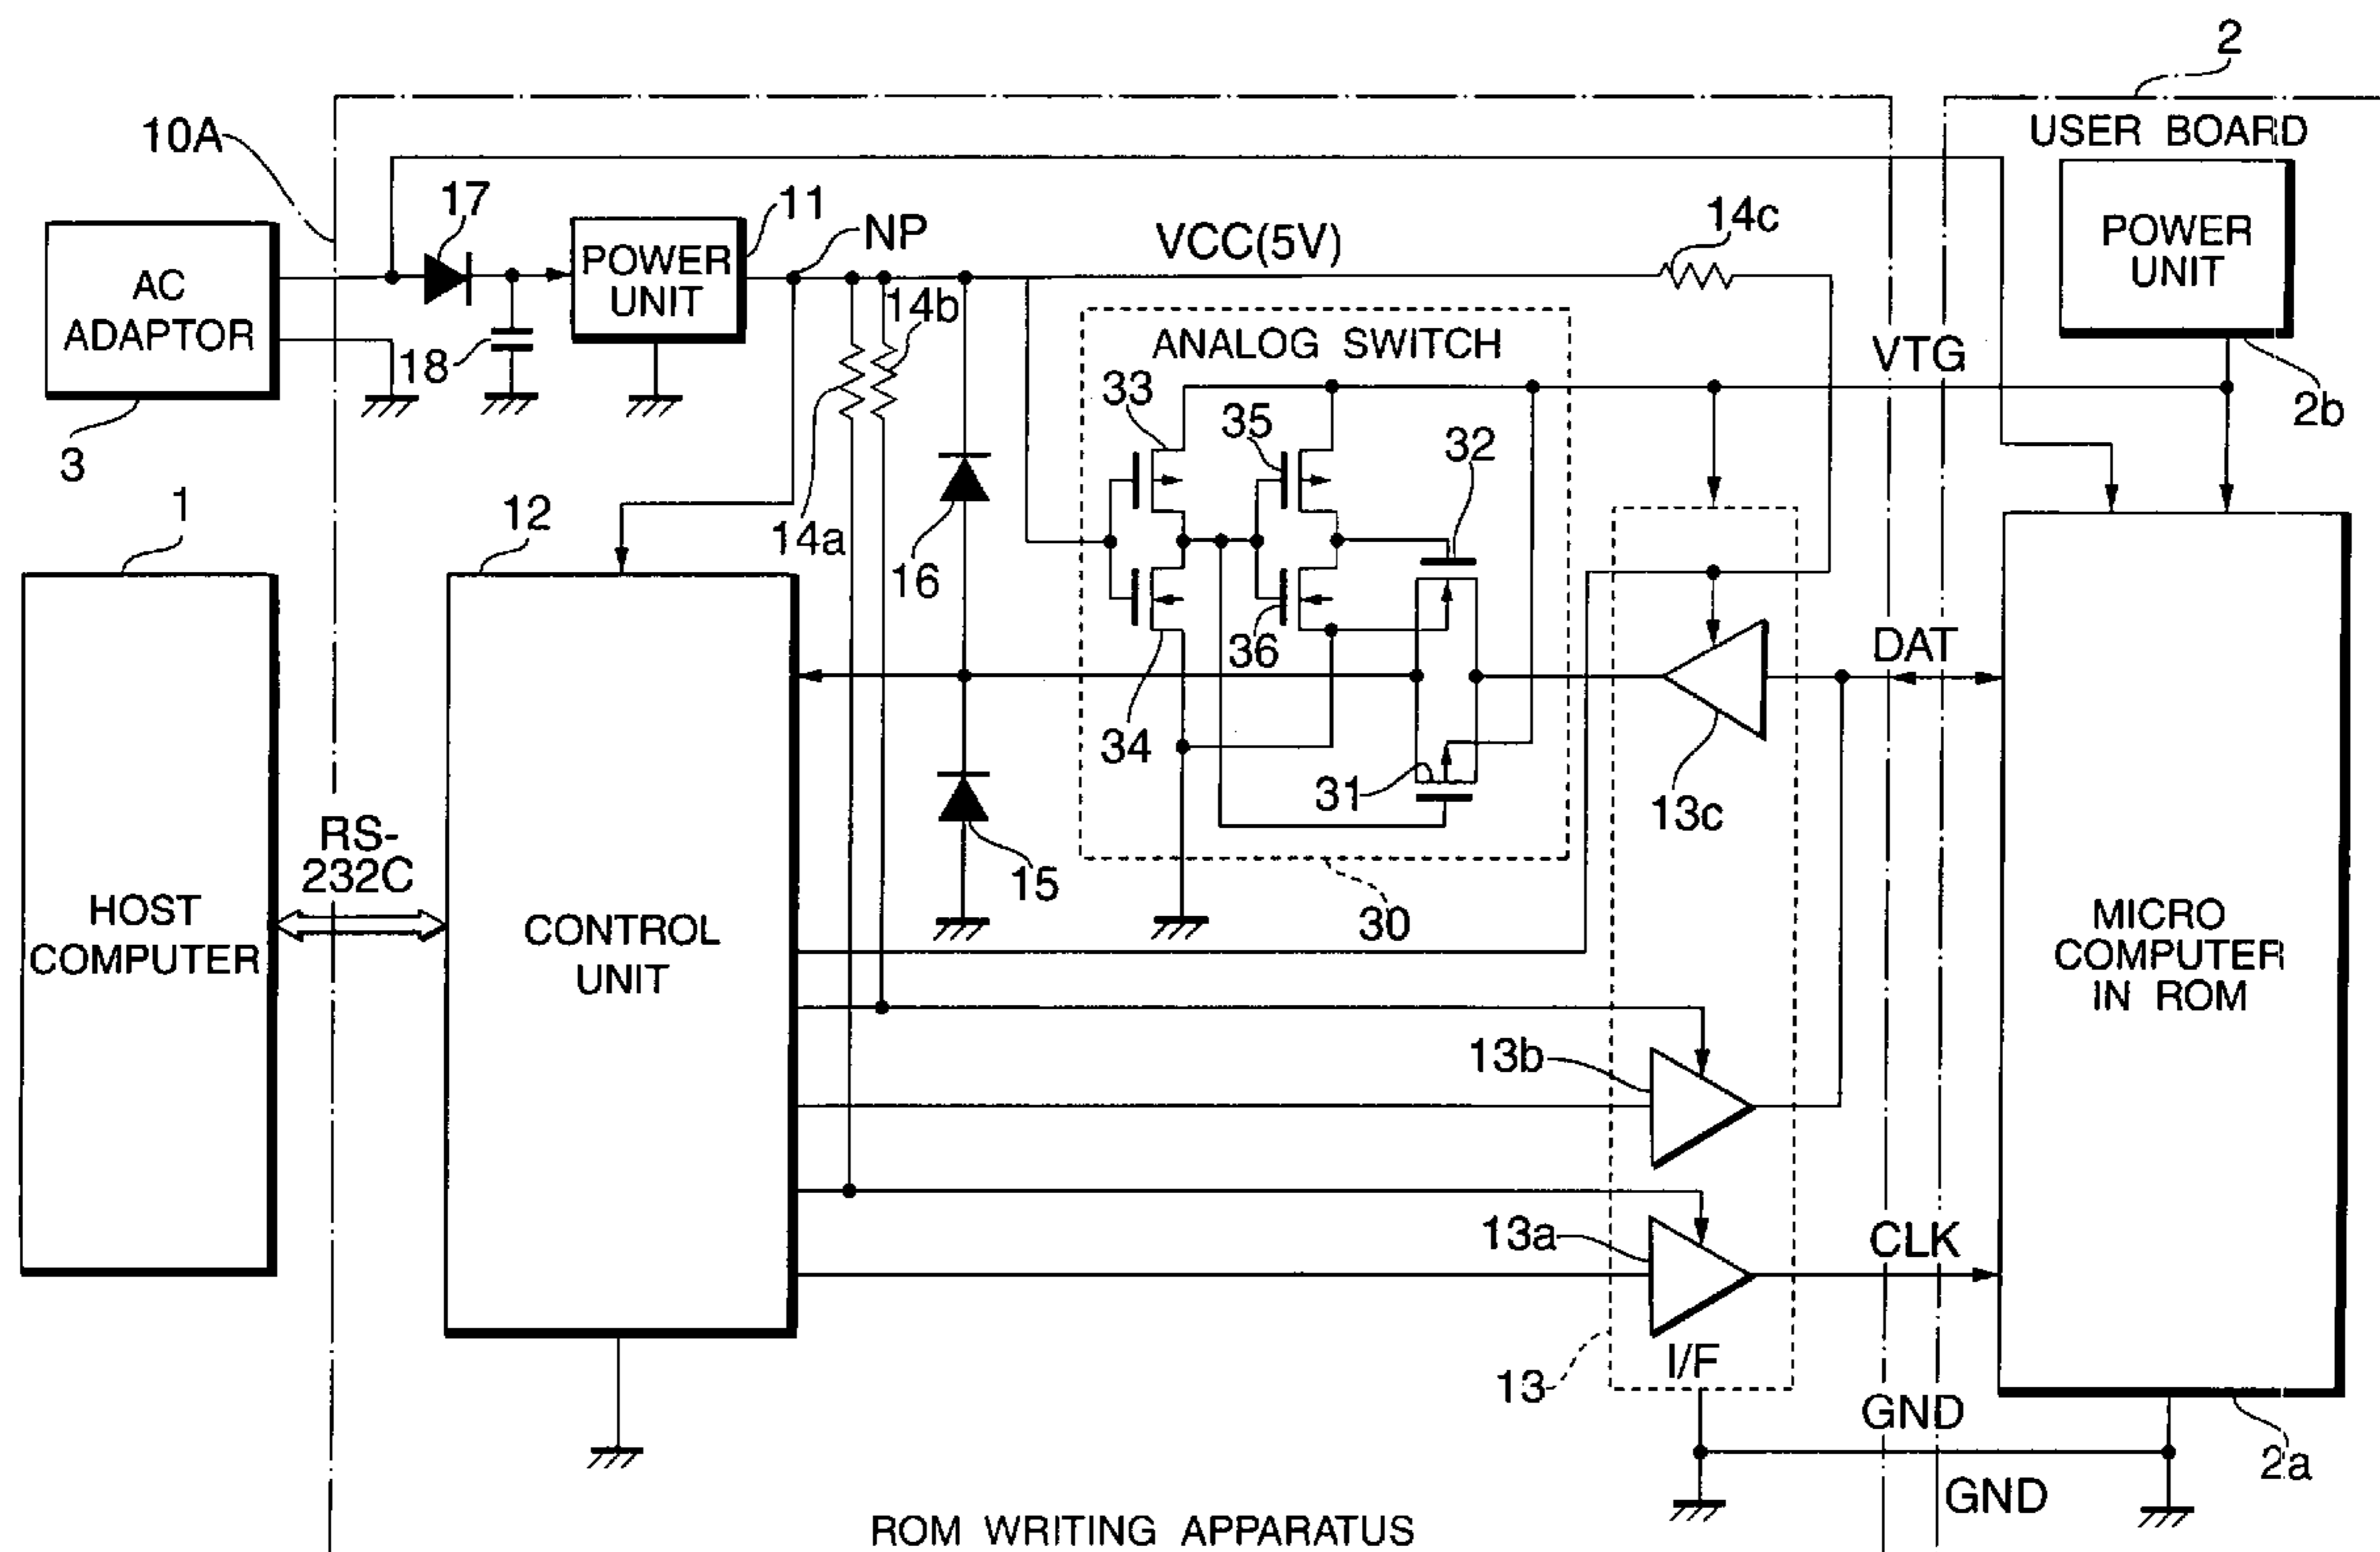 2
10A
USER BOARD
17
11
NP
VCC(5V)
14c
AC
ADAPTOR
POWER
UNIT
POWER
UNIT
14b
18
ANALOG SWITCH
VTG
33
35
32
2b
3
1
12
14a
16
36
DAT
34
31
13c
RS-
232C
15
30
HOST
COMPUTER
CONTROL
UNIT
MICRO
COMPUTER
IN ROM
13b
13a
CLK
I/F
13
GND
2a
GND
ROM WRITING APPARATUS